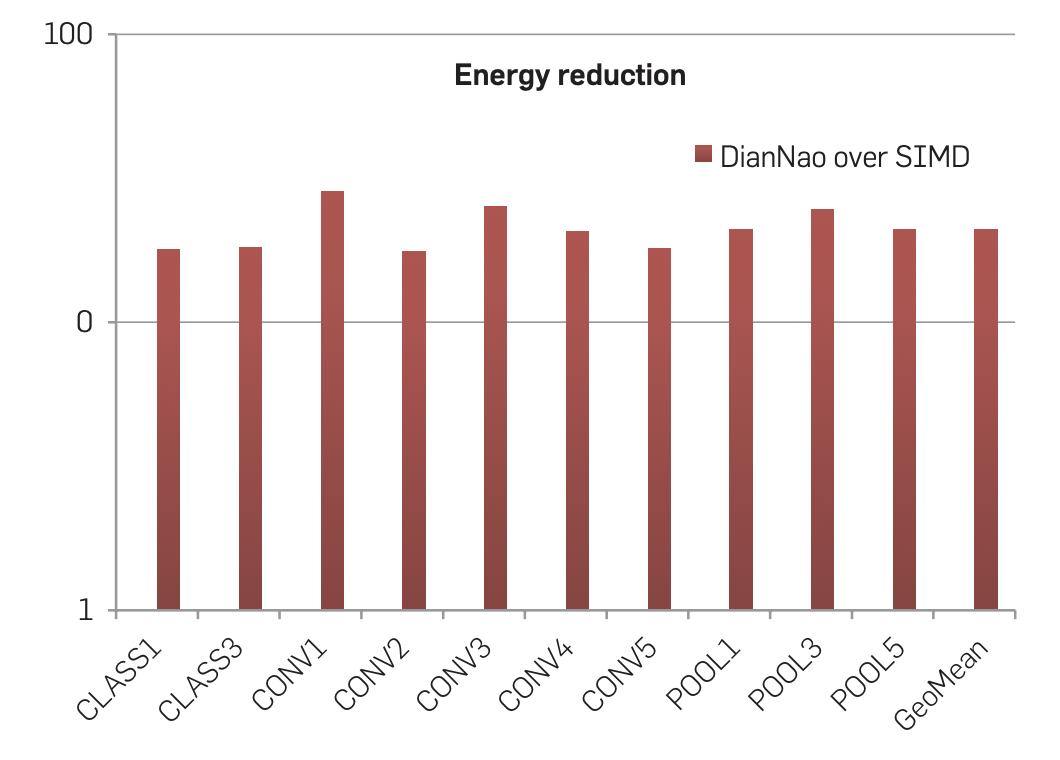 100
Energy reduction
DianNao over SIMD
0
1
CLASS1
CLASS3
CONV1
CONV2
CONV3
CONV4
CONV5
POOL1
POOL3
POOL5
GeoMean